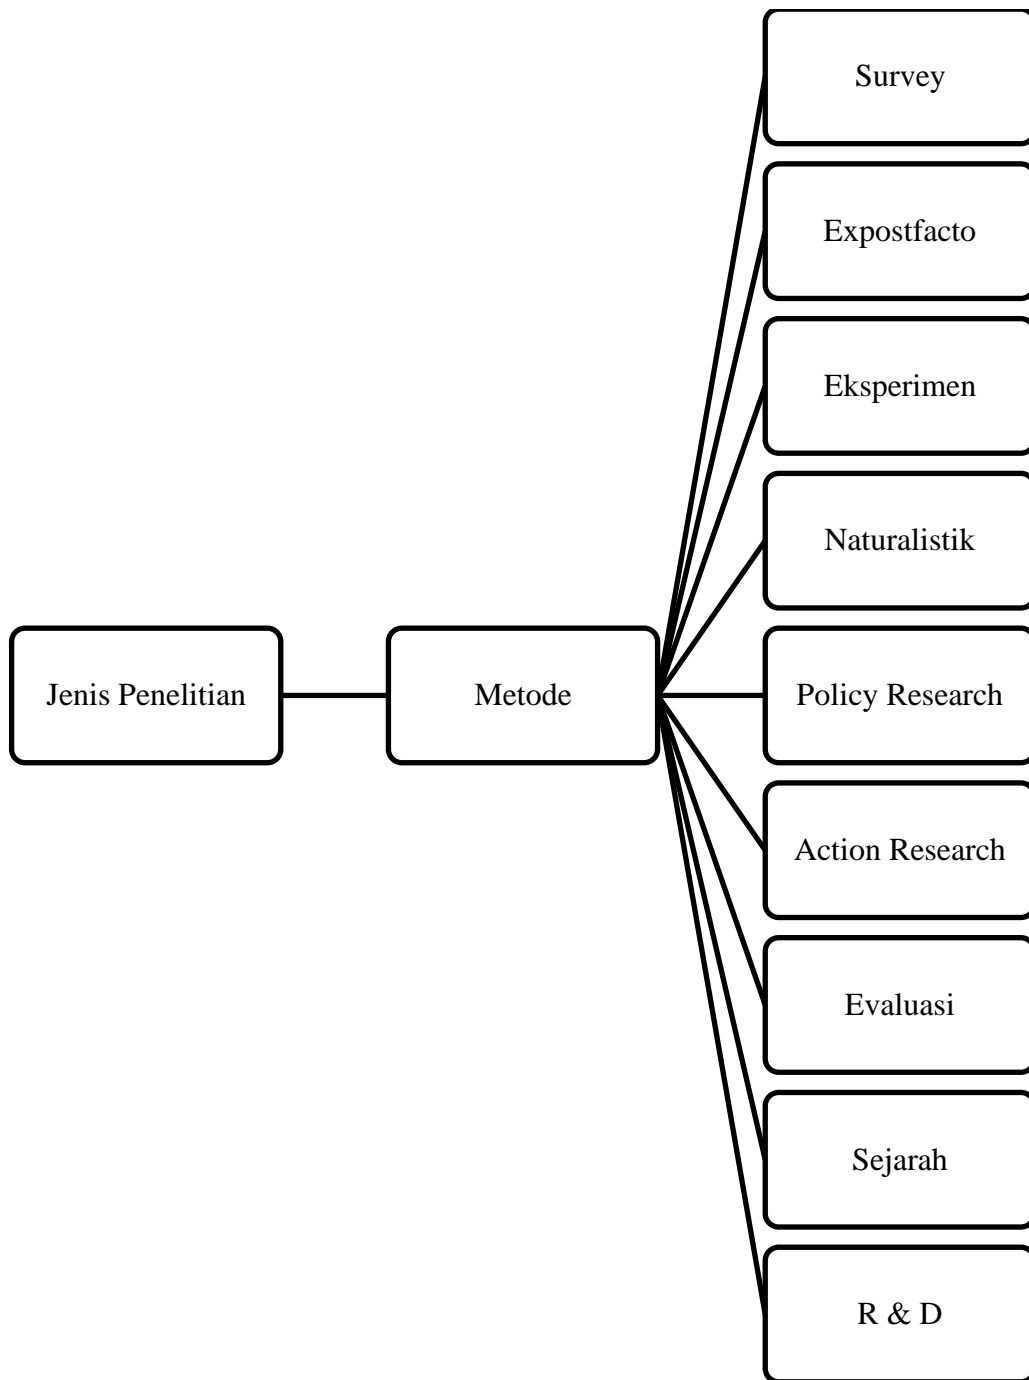 Survey
Expostfacto
Eksperimen
Naturalistik
Jenis Penelitian
Metode
Policy Research
Action Research
Evaluasi
Sejarah
R & D